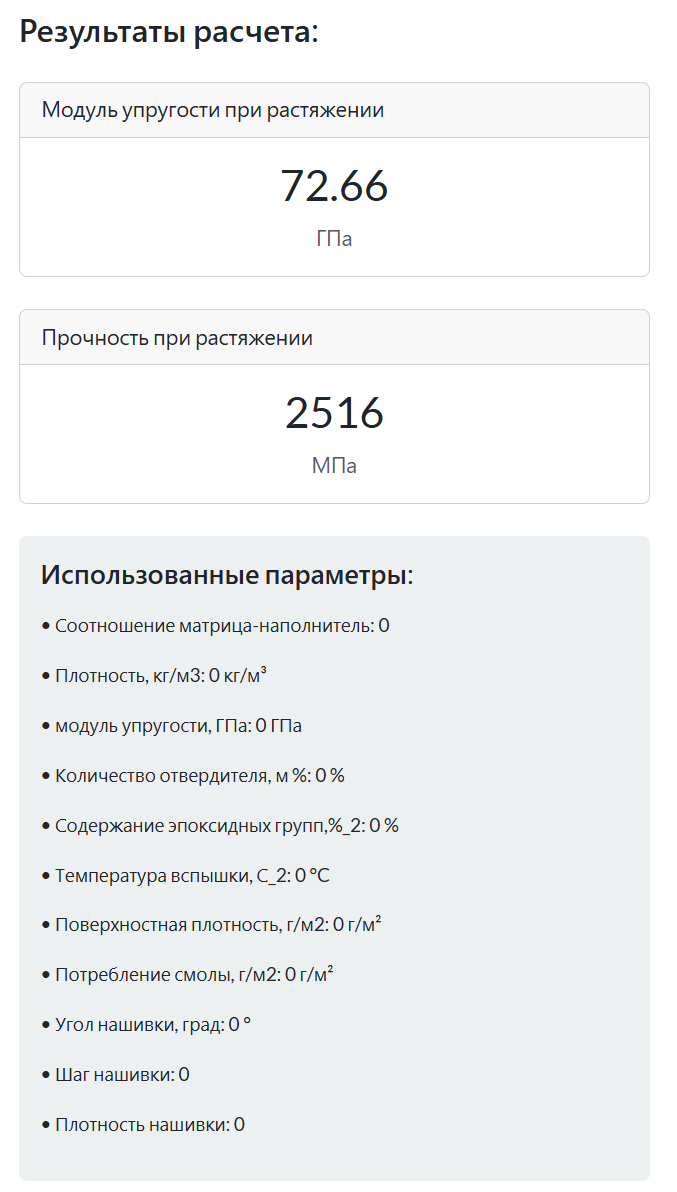 Результаты расчета:
Модуль упругости при растяжении
72.66
ГПа
Прочность при растяжении
2516
МПа
Использованные параметры:
• Соотношение матрица-наполнитель: 0
• Плотность, кг/м3: 0 кг/м³
• модуль упругости, ГПа: 0 ГПа
• Количество отвердителя, м %: 0 %
• Содержание эпоксидных групп,%_2: 0 %
• Температура вспышки, С_2: 0 °C
• Поверхностная плотность, г/м2: 0 г/м²
• Потребление смолы, г/м2: 0 г/м²
• Угол нашивки, град: 0 °
• Шаг нашивки: 0
• Плотность нашивки: 0